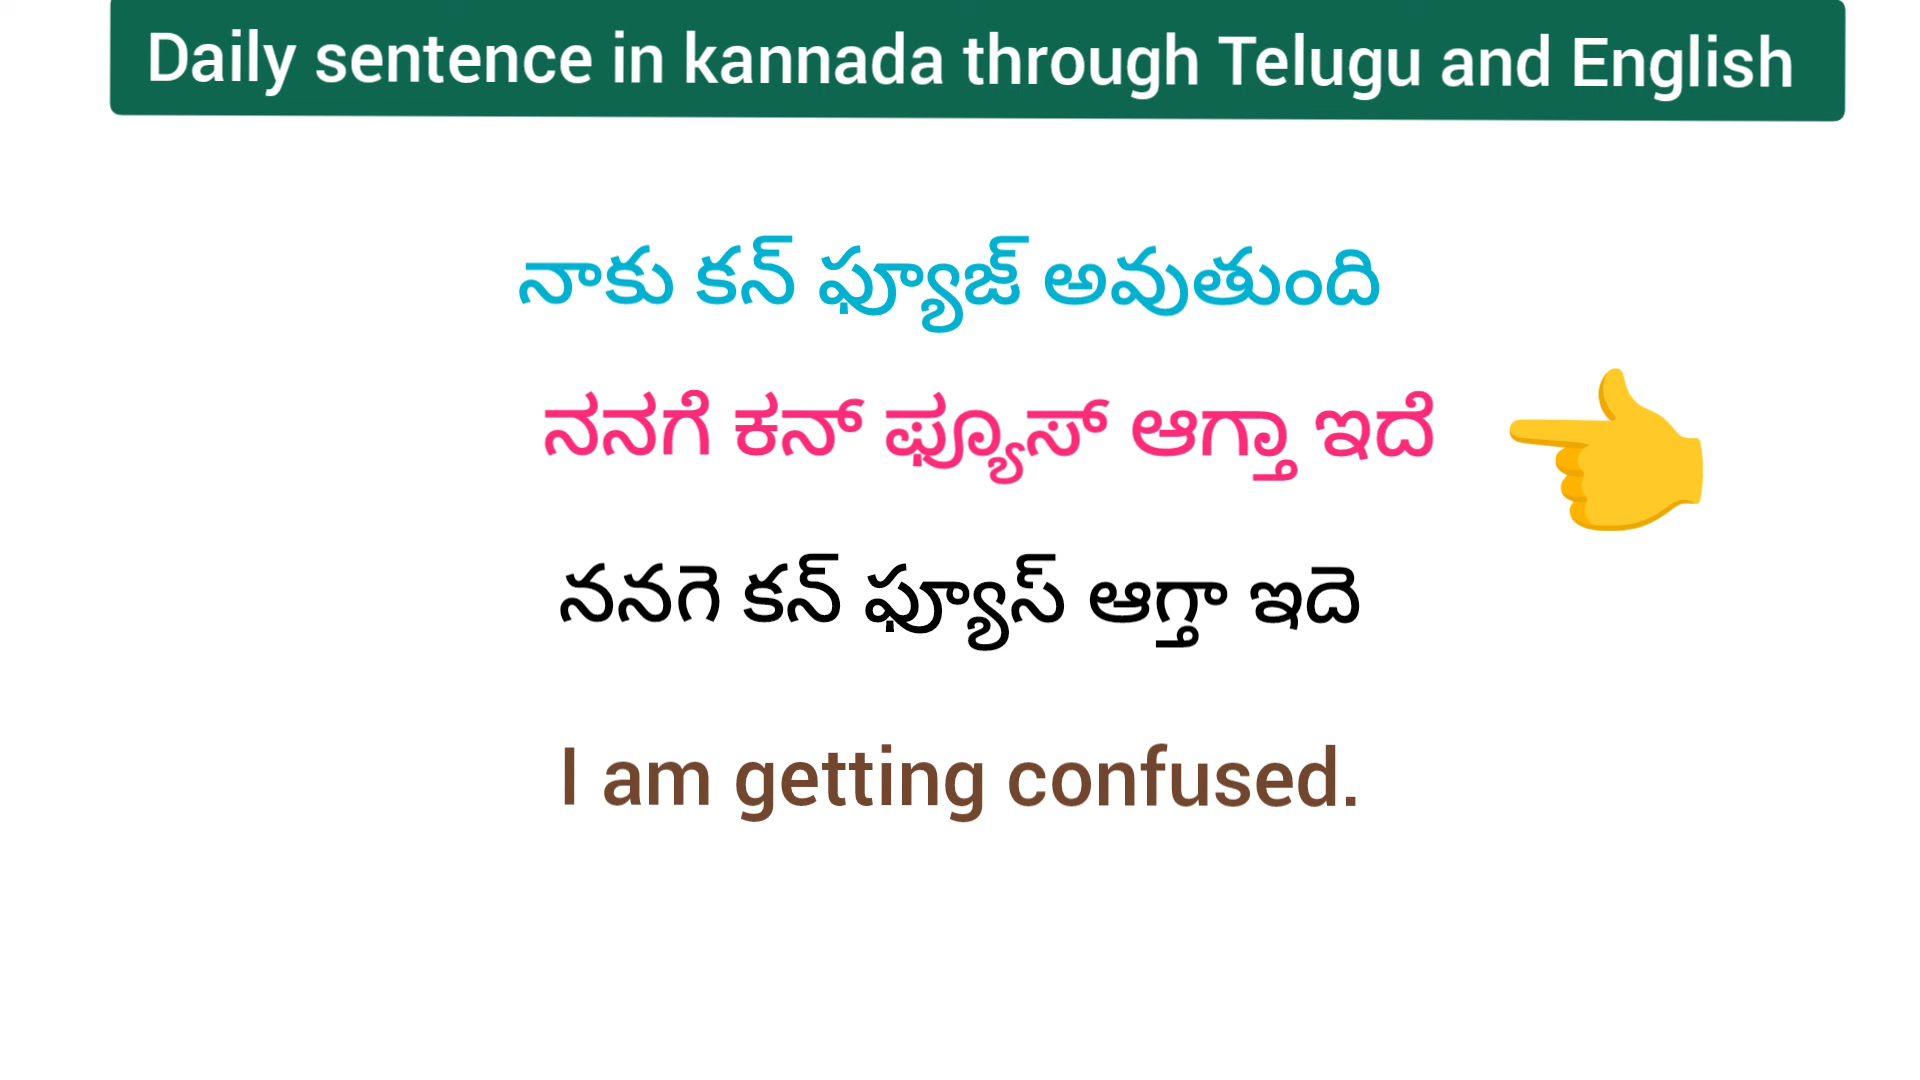 Daily sentence in kannada through Telugu and English
నాకు కన్ ఫ్యూజ్ అవుతుంది
ನನಗೆ ಕನ್ ಫ್ಯೂಸ್ ಆಗ್ತಾ ಇದೆ
ననగె కన్ ఫ్యూస్ ఆగ్తా ఇదె
I am getting confused.